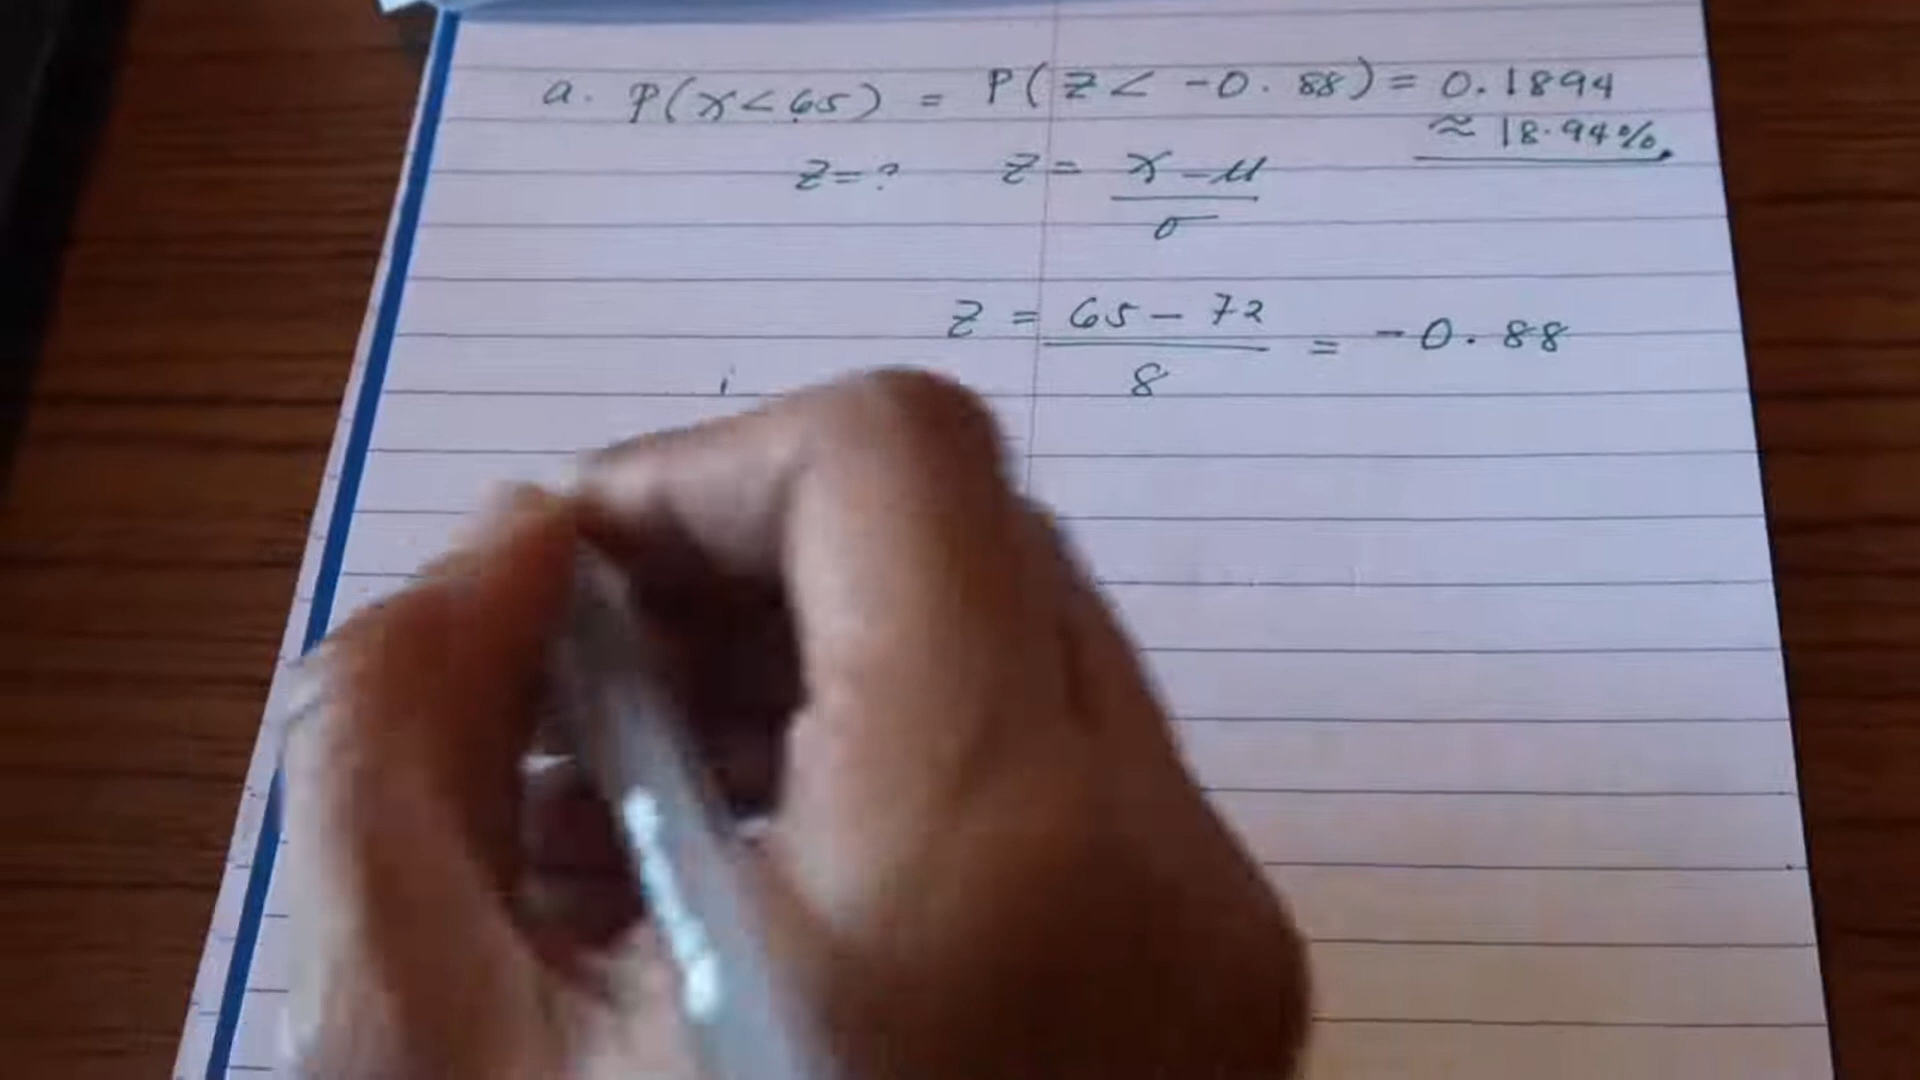 a. P(x<65) = P(z< -0.88) = 0.1894
≈ 18.94%.
z=? z = x-μ/σ
z = 65-72/8 = -0.88